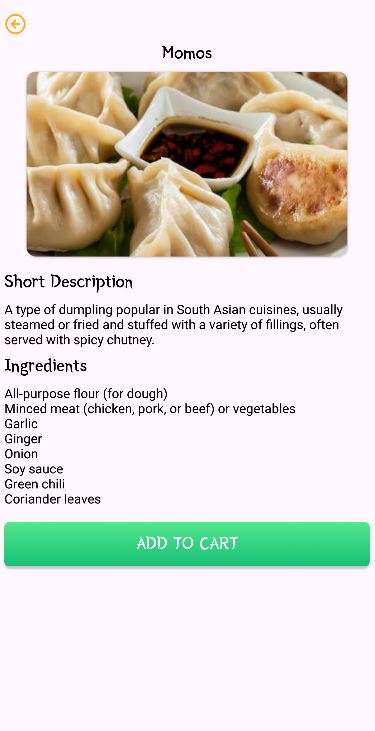 Momos
Short Description
A type of dumpling popular in South Asian cuisines, usually
steamed or fried and stuffed with a variety of fillings, often
served with spicy chutney.
Ingredients
All-purpose flour (for dough)
Minced meat (chicken, pork, or beef) or vegetables
Garlic
Ginger
Onion
Soy sauce
Green chili
Coriander leaves
ADD TO CART